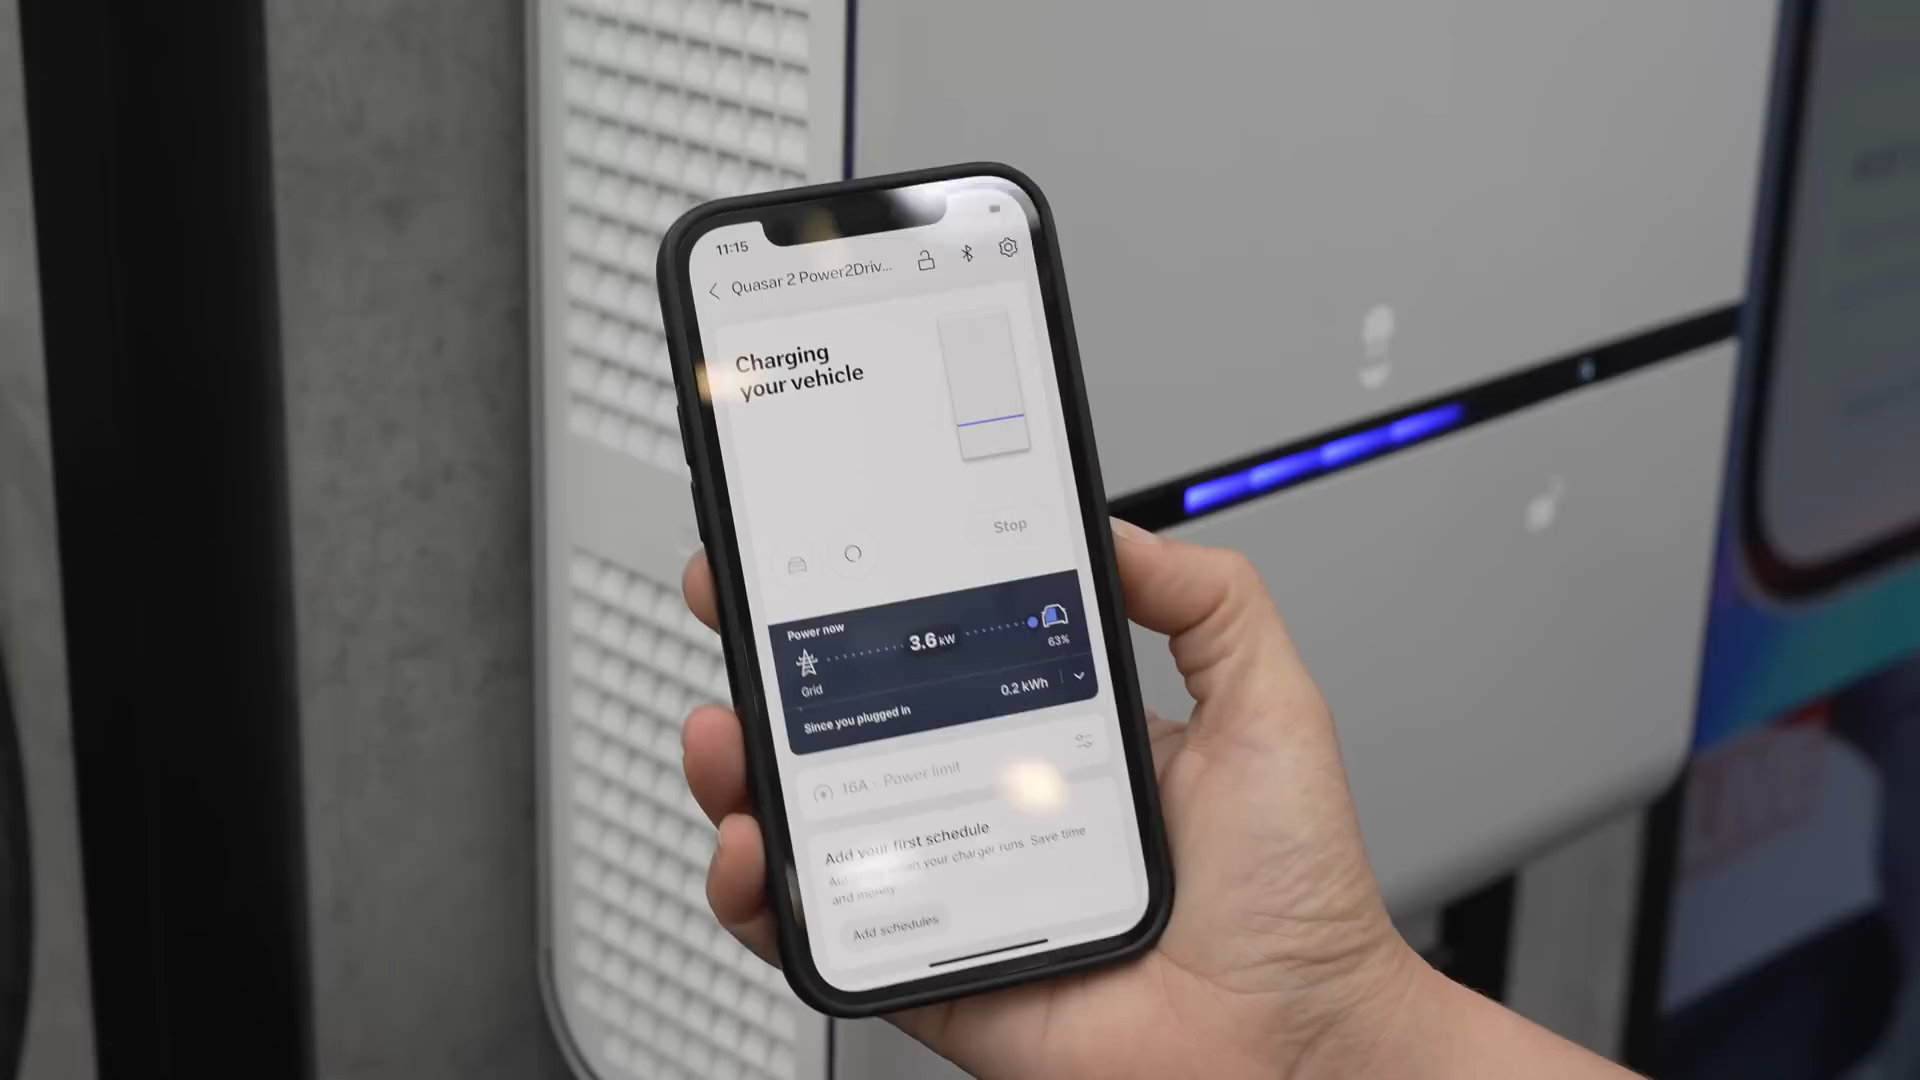 11:15
Quasar 2 Power2Driv...
Charging
your vehicle
Stop
Power now
3.6 kW
63%
Grid
0.2 kWh
Since you plugged in
16A · Power limit
Add your first schedule
when your charger runs. Save time
and money
Add schedules